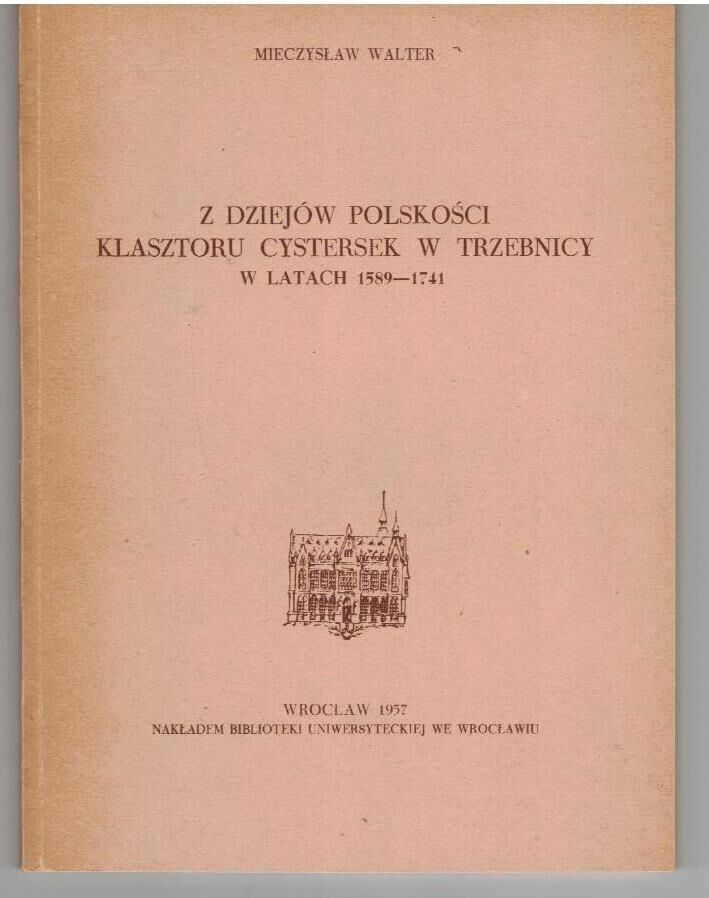 MIECZYSŁAW WALTER
Z DZIEJÓW POLSKOŚCI
KLASZTORU CYSTERSEK W TRZEBNICY
W LATACH 1589—1741
WROCŁAW 1957
NAKŁADEM BIBLIOTEKI UNIWERSYTECKIEJ WE WROCŁAWIU